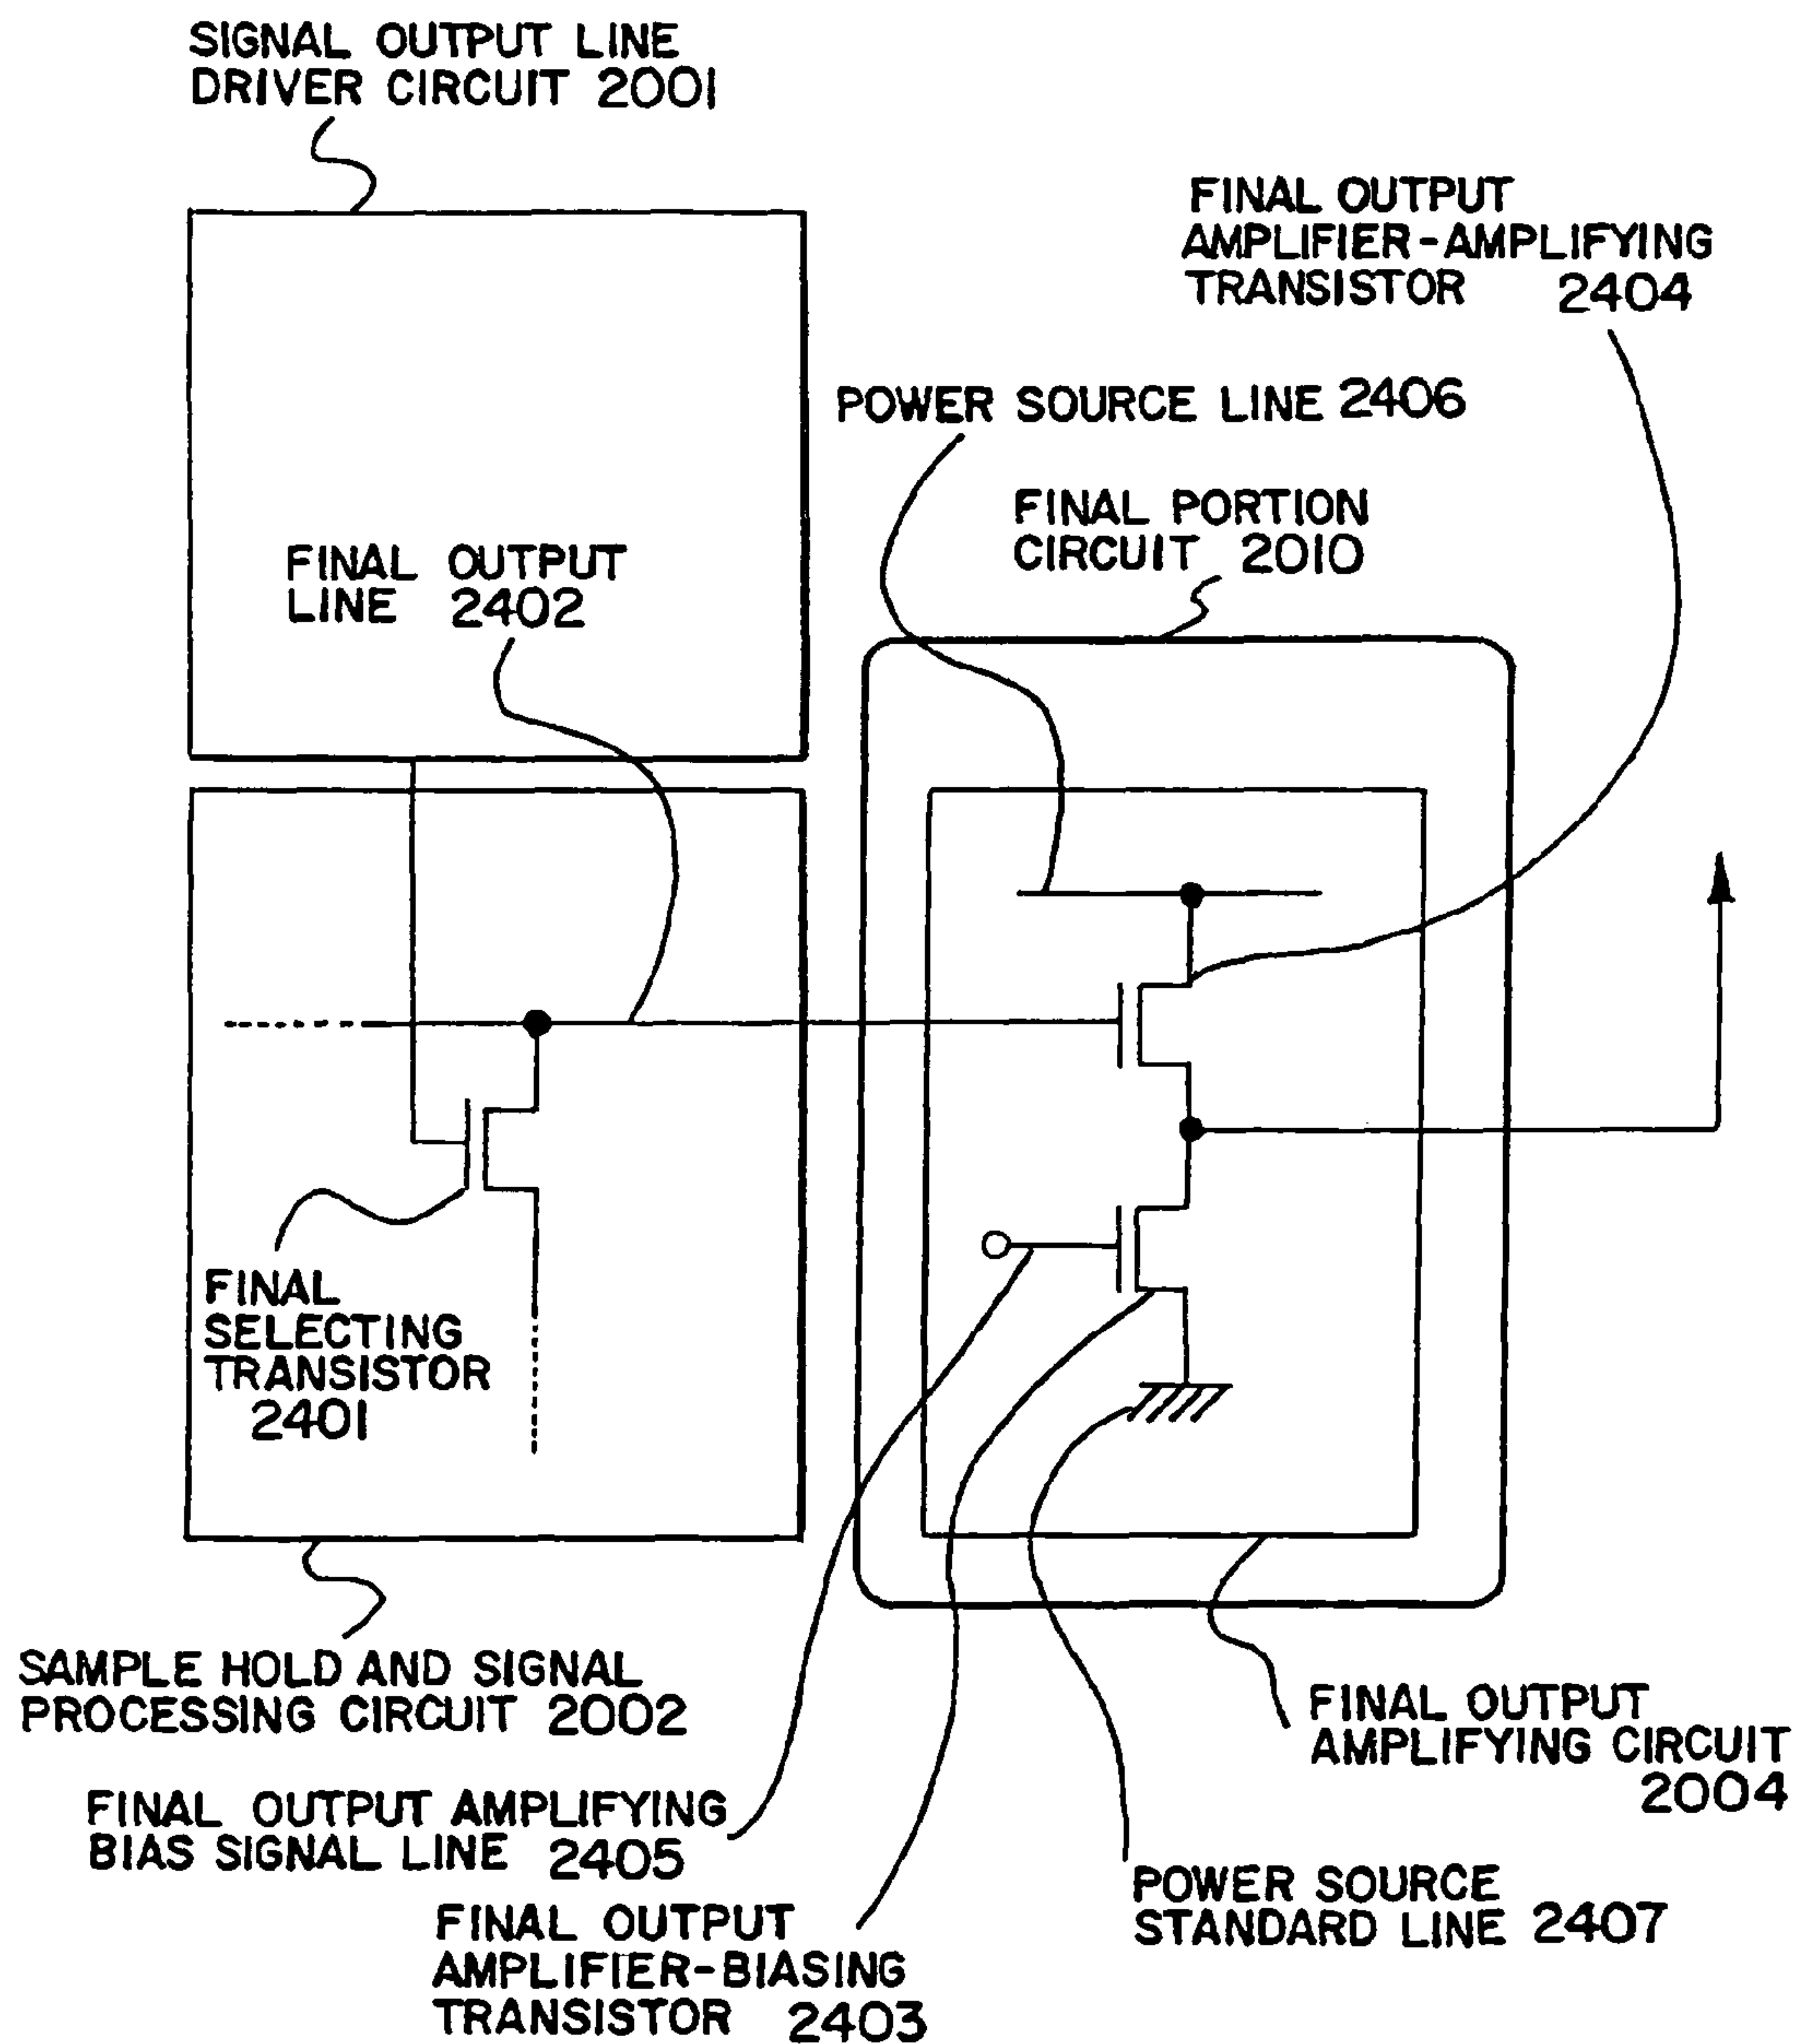 SIGNAL OUTPUT LINE
DRIVER CIRCUIT 2001
FINAL OUTPUT
AMPLIFIER-AMPLIFYING
TRANSISTOR 2404
POWER SOURCE LINE 2406
FINAL PORTION
CIRCUIT 2010
FINAL OUTPUT
LINE 2402
FINAL
SELECTING
TRANSISTOR
2401
SAMPLE HOLD AND SIGNAL
PROCESSING CIRCUIT 2002
FINAL OUTPUT
AMPLIFYING CIRCUIT
2004
FINAL OUTPUT AMPLIFYING
BIAS SIGNAL LINE 2405
POWER SOURCE
STANDARD LINE 2407
FINAL OUTPUT
AMPLIFIER-BIASING
TRANSISTOR 2403